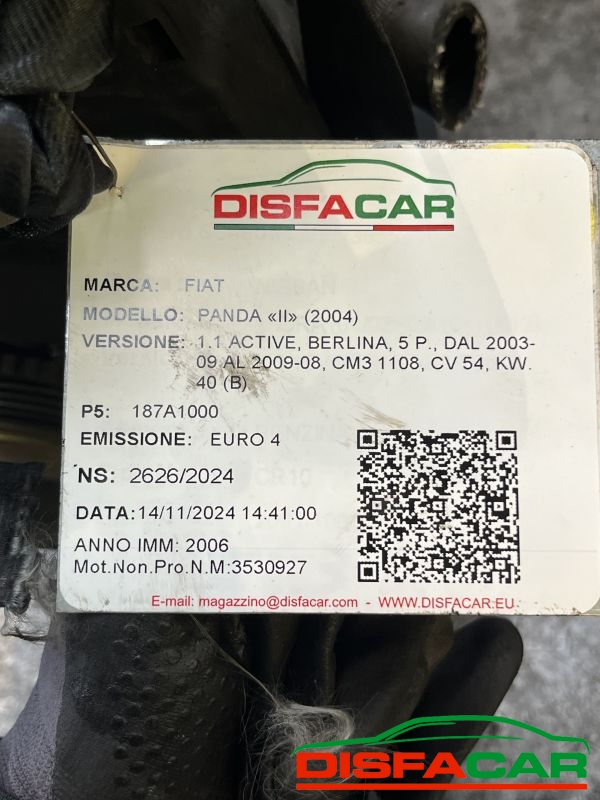 DISFACAR
MARCA: FIAT
MODELLO: PANDA «II» (2004)
VERSIONE: 1.1 ACTIVE, BERLINA, 5 P., DAL 2003-
09 AL 2009-08, CM3 1108, CV 54, KW.
40 (B)
P5: 187A1000
EMISSIONE: EURO 4
NS: 2626/2024
DATA:14/11/2024 14:41:00
ANNO IMM: 2006
Mot.Non.Pro.N.M:3530927
E-mail: magazzino@disfacar.com - WWW.DISFACAR.EU
DISFACAR